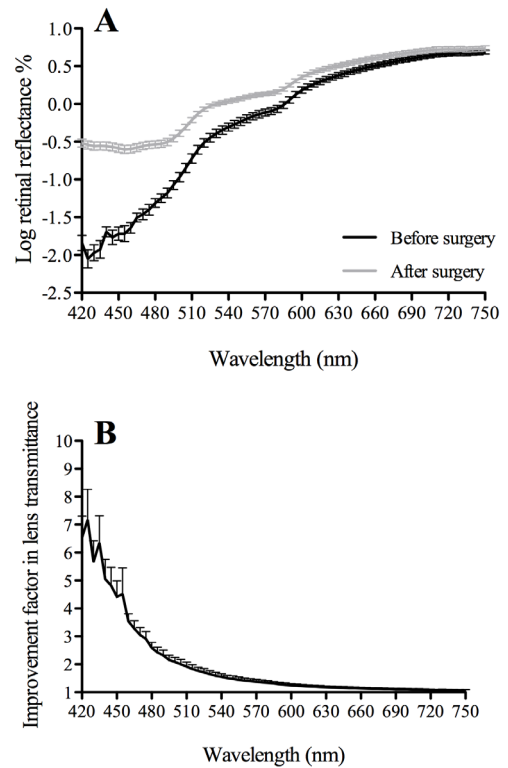 A
Log retinal reflectance %
1.0
0.5
0.0
-0.5
-1.0
-1.5
-2.0
-2.5
Before surgery
After surgery
420 450 480 510 540 570 600 630 660 690 720 750
Wavelength (nm)
B
Improvement factor in lens transmittance
10
9
8
7
6
5
4
3
2
1
420 450 480 510 540 570 600 630 660 690 720 750
Wavelength (nm)